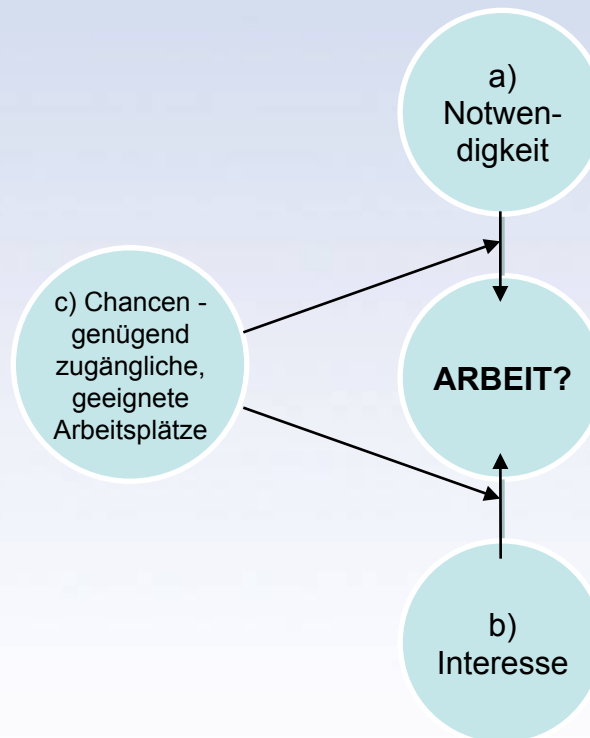 a)
Notwen-
digkeit
c) Chancen -
genügend
zugängliche,
geeignete
Arbeitsplätze
ARBEIT?
b)
Interesse